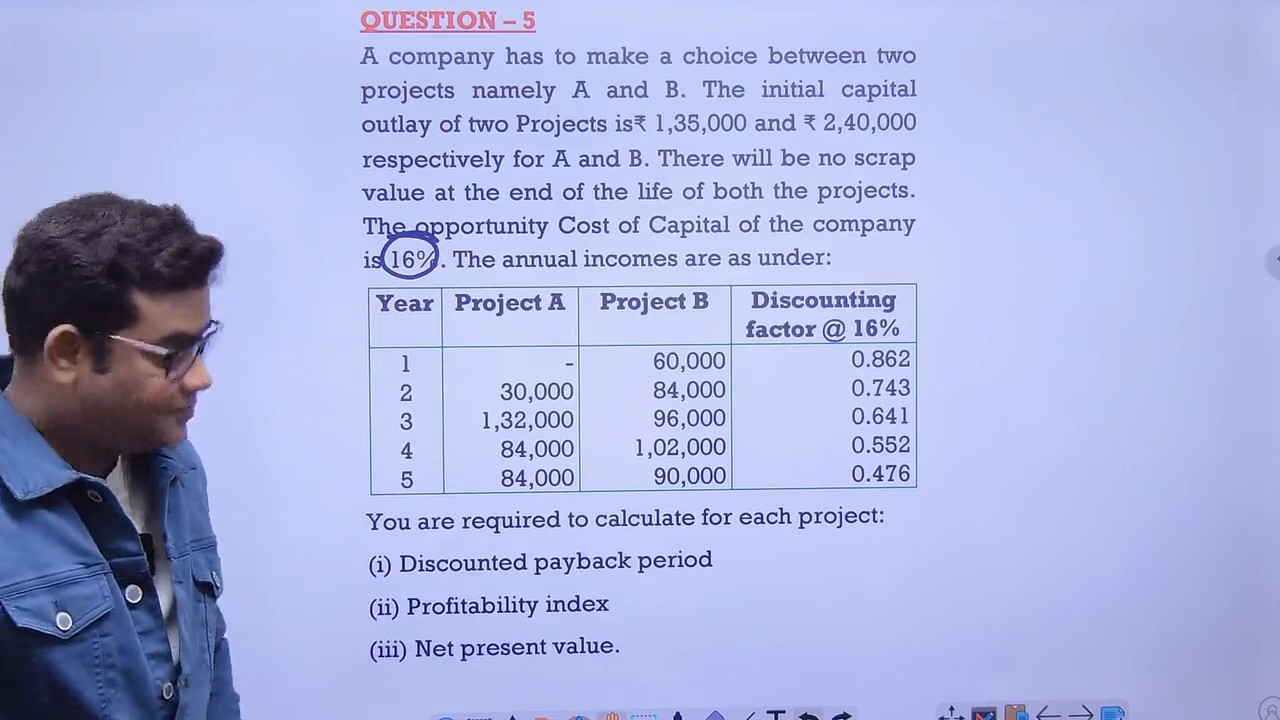 QUESTION – 5
A company has to make a choice between two
projects namely A and B. The initial capital
outlay of two Projects is₹ 1,35,000 and ₹ 2,40,000
respectively for A and B. There will be no scrap
value at the end of the life of both the projects.
The opportunity Cost of Capital of the company
is 16%. The annual incomes are as under:
Year Project A Project B Discounting
factor @ 16%
1 - 60,000 0.862
2 30,000 84,000 0.743
3 1,32,000 96,000 0.641
4 84,000 1,02,000 0.552
5 84,000 90,000 0.476
You are required to calculate for each project:
(i) Discounted payback period
(ii) Profitability index
(iii) Net present value.